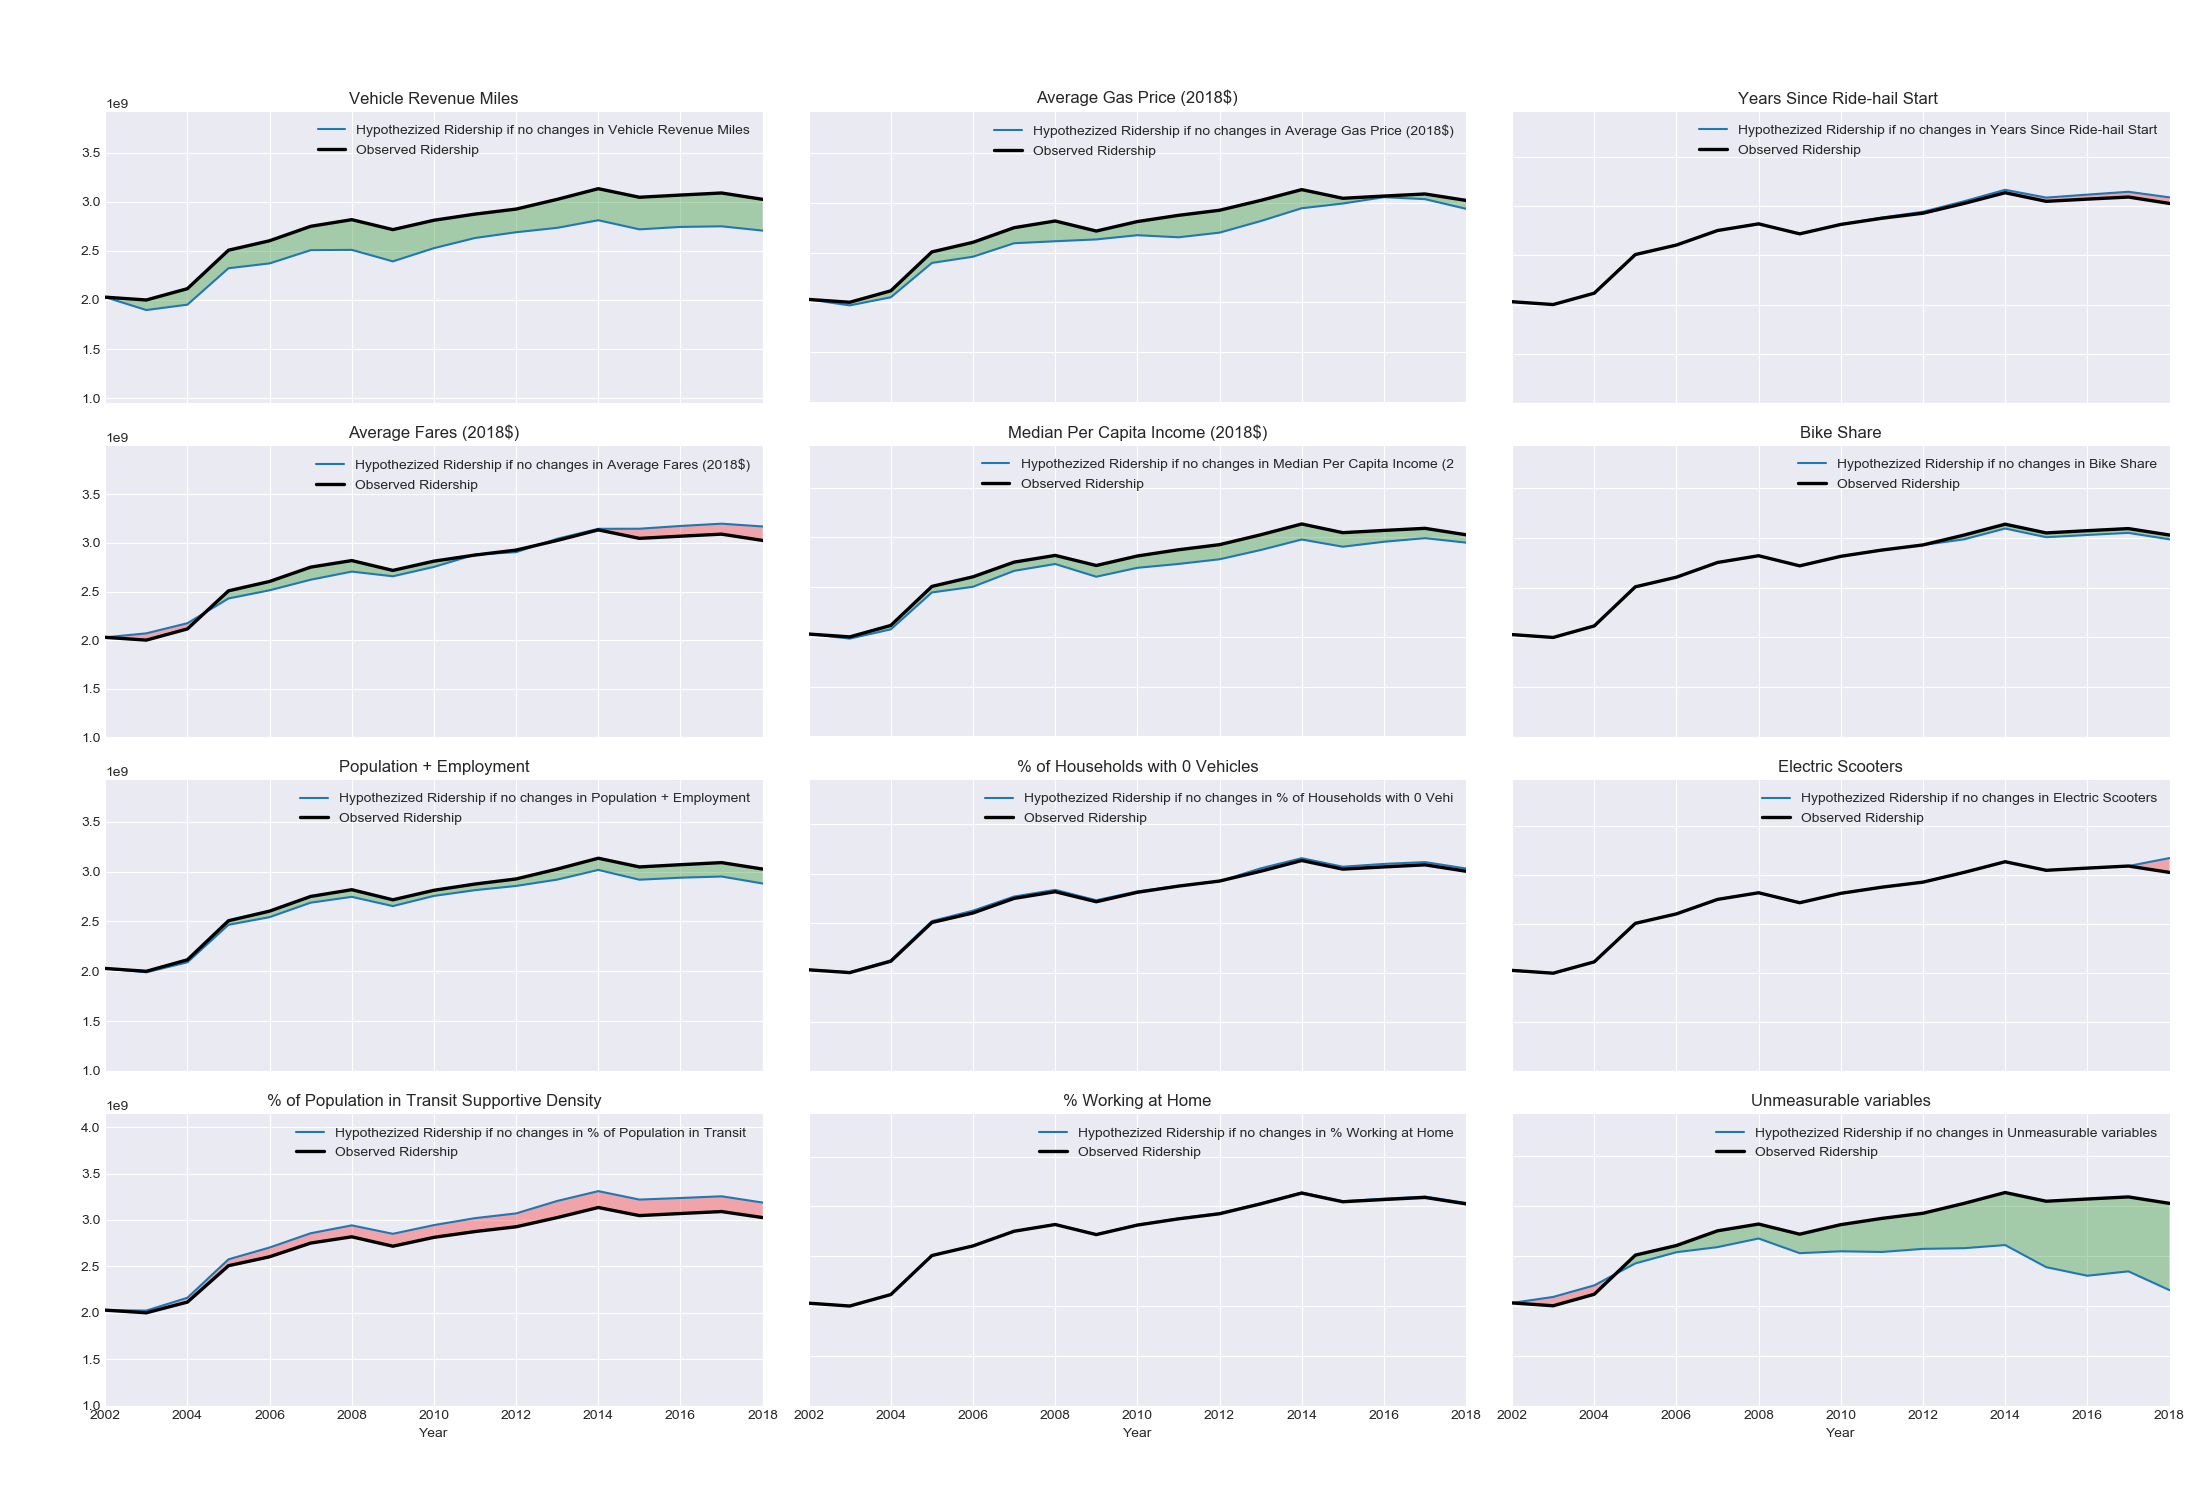 Vehicle Revenue Miles
1e9
Hypothezized Ridership if no changes in Vehicle Revenue Miles
Observed Ridership
3.5
3.0
2.5
2.0
1.5
1.0
Average Gas Price (2018$)
Hypothezized Ridership if no changes in Average Gas Price (2018$)
Observed Ridership
Years Since Ride-hail Start
Hypothezized Ridership if no changes in Years Since Ride-hail Start
Observed Ridership
Average Fares (2018$)
1e9
Hypothezized Ridership if no changes in Average Fares (2018$)
Observed Ridership
3.5
3.0
2.5
2.0
1.5
1.0
Median Per Capita Income (2018$)
Hypothezized Ridership if no changes in Median Per Capita Income (2
Observed Ridership
Bike Share
Hypothezized Ridership if no changes in Bike Share
Observed Ridership
Population + Employment
1e9
Hypothezized Ridership if no changes in Population + Employment
Observed Ridership
3.5
3.0
2.5
2.0
1.5
1.0
% of Households with 0 Vehicles
Hypothezized Ridership if no changes in % of Households with 0 Vehi
Observed Ridership
Electric Scooters
Hypothezized Ridership if no changes in Electric Scooters
Observed Ridership
% of Population in Transit Supportive Density
1e9
Hypothezized Ridership if no changes in % of Population in Transit
Observed Ridership
4.0
3.5
3.0
2.5
2.0
1.5
1.0
2002 2004 2006 2008 2010 2012 2014 2016 2018
Year
% Working at Home
Hypothezized Ridership if no changes in % Working at Home
Observed Ridership
2002 2004 2006 2008 2010 2012 2014 2016 2018
Year
Unmeasurable variables
Hypothezized Ridership if no changes in Unmeasurable variables
Observed Ridership
2002 2004 2006 2008 2010 2012 2014 2016 2018
Year